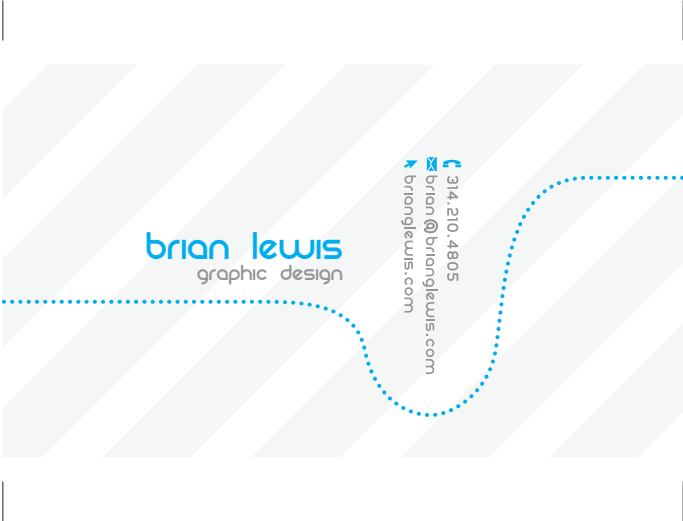 brian lewis
graphic design
314.210.4805
brian@brianglewis.com
brianglewis.com